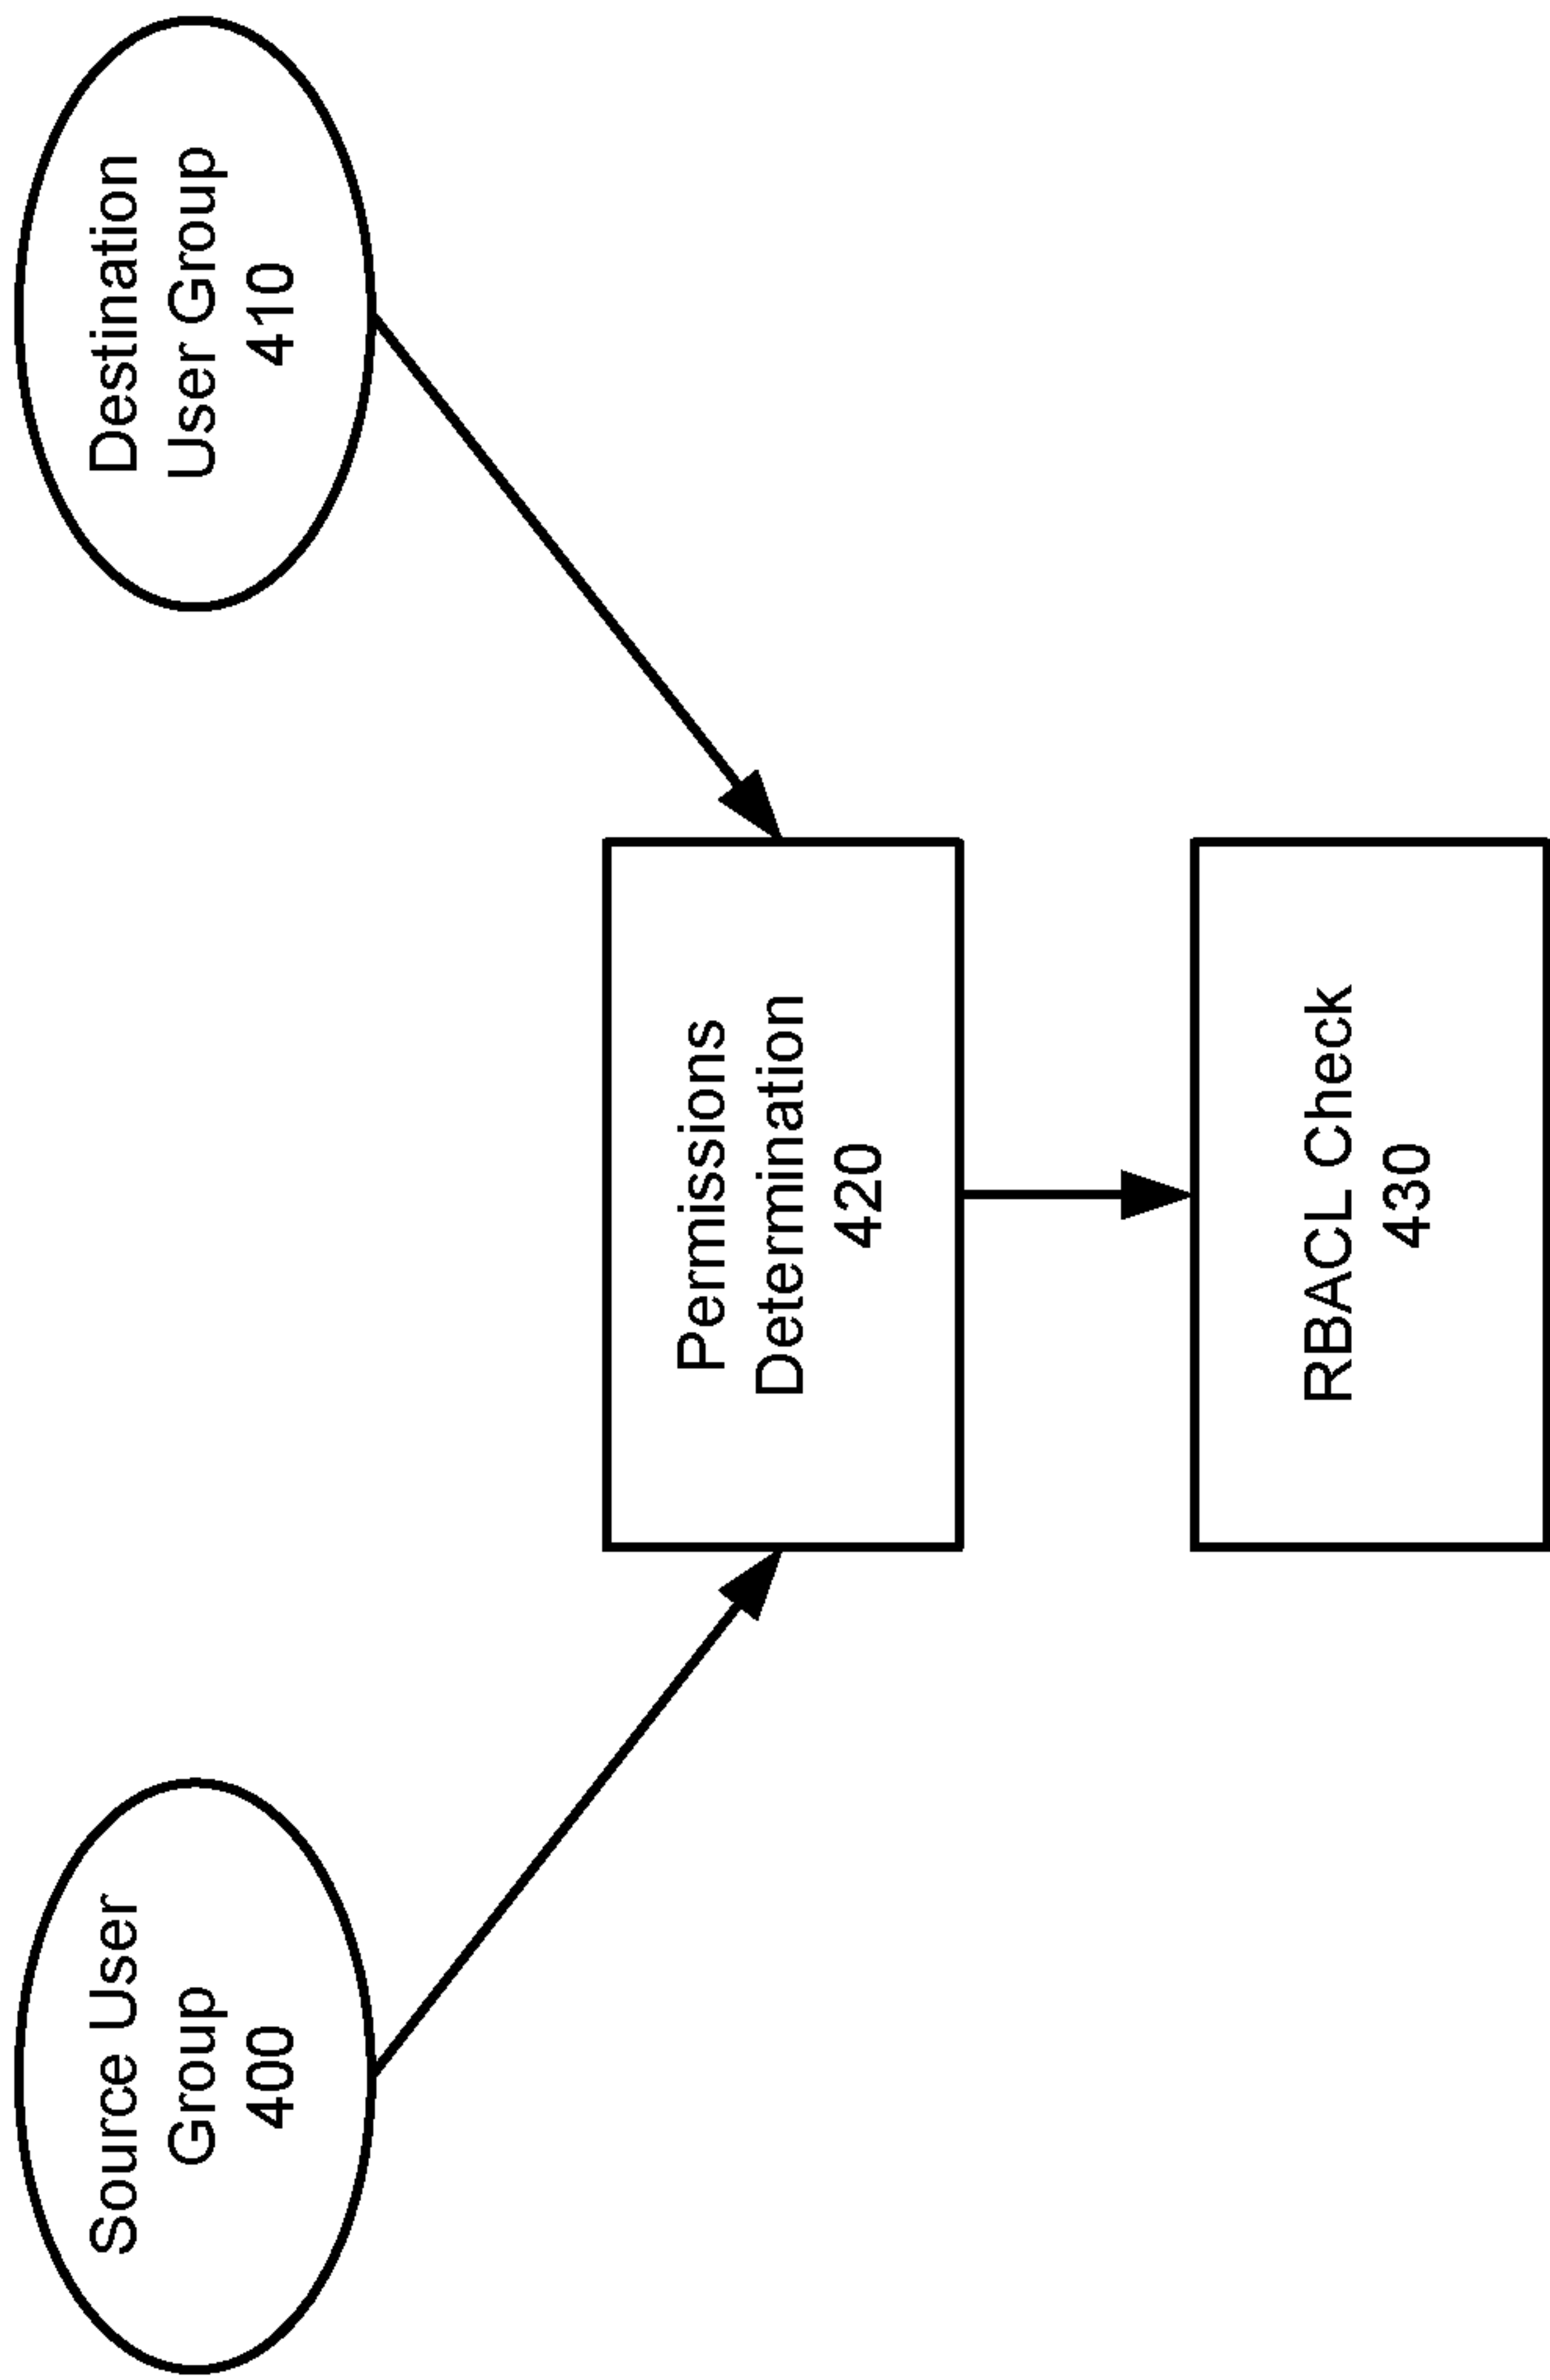 Source User
Group
400
Destination
User Group
410
Permissions
Determination
420
RBACL Check
430